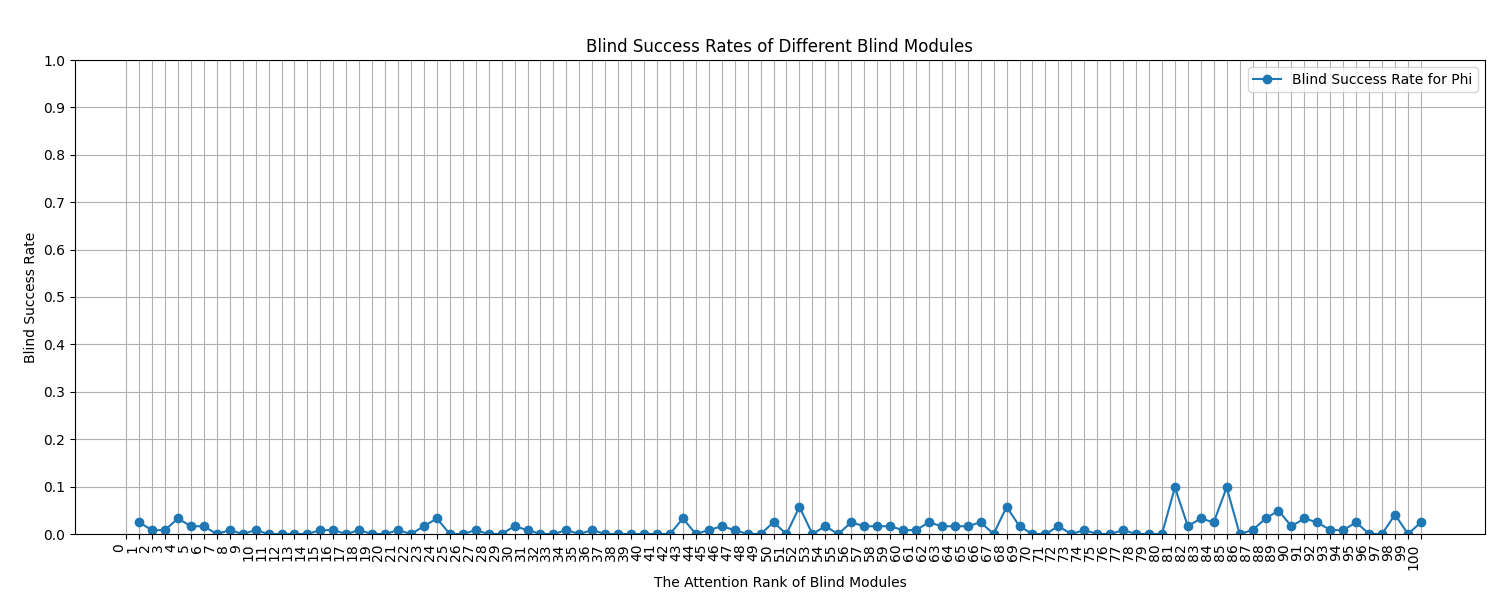 Blind Success Rates of Different Blind Modules
Blind Success Rate for Phi
Blind Success Rate
1.0
0.9
0.8
0.7
0.6
0.5
0.4
0.3
0.2
0.1
0.0
0 1 2 3 4 5 6 7 8 9 10 11 12 13 14 15 16 17 18 19 20 21 22 23 24 25 26 27 28 29 30 31 32 33 34 35 36 37 38 39 40 41 42 43 44 45 46 47 48 49 50 51 52 53 54 55 56 57 58 59 60 61 62 63 64 65 66 67 68 69 70 71 72 73 74 75 76 77 78 79 80 81 82 83 84 85 86 87 88 89 90 91 92 93 94 95 96 97 98 99 100
The Attention Rank of Blind Modules